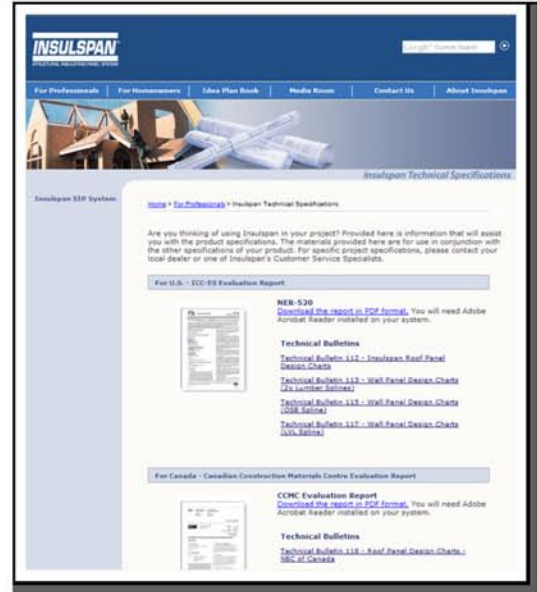 INSULSPAN
STRUCTURAL INSULATING PANEL SYSTEM
Google™ Custom Search
For Professionals
For Homeowners
Idea Plan Book
Media Room
Contact Us
About Insulspan
Insulspan Technical Specifications
Insulspan SIP System
Home > For Professionals > Insulspan Technical Specifications
Are you thinking of using Insulspan in your project? Provided here is information that will assist
you with the product specifications. The materials provided here are for use in conjunction with
the other specifications of your product. For specific project specifications, please contact your
local dealer or one of Insulspan's Customer Service Specialists.
For U.S. - ICC-ES Evaluation Report
NER-520
Download the report in PDF format. You will need Adobe
Acrobat Reader installed on your system.
Technical Bulletins
Technical Bulletin 112 - Insulspan Roof Panel
Design Charts
Technical Bulletin 113 - Wall Panel Design Charts
(2x Lumber Splines)
Technical Bulletin 115 - Wall Panel Design Charts
(OSB Spline)
Technical Bulletin 117 - Wall Panel Design Charts
(LVL Spline)
For Canada - Canadian Construction Materials Centre Evaluation Report
CCMC Evaluation Report
Download the report in PDF format. You will need Adobe
Acrobat Reader installed on your system.
Technical Bulletins
Technical Bulletin 118 - Roof Panel Design Charts -
NBC of Canada